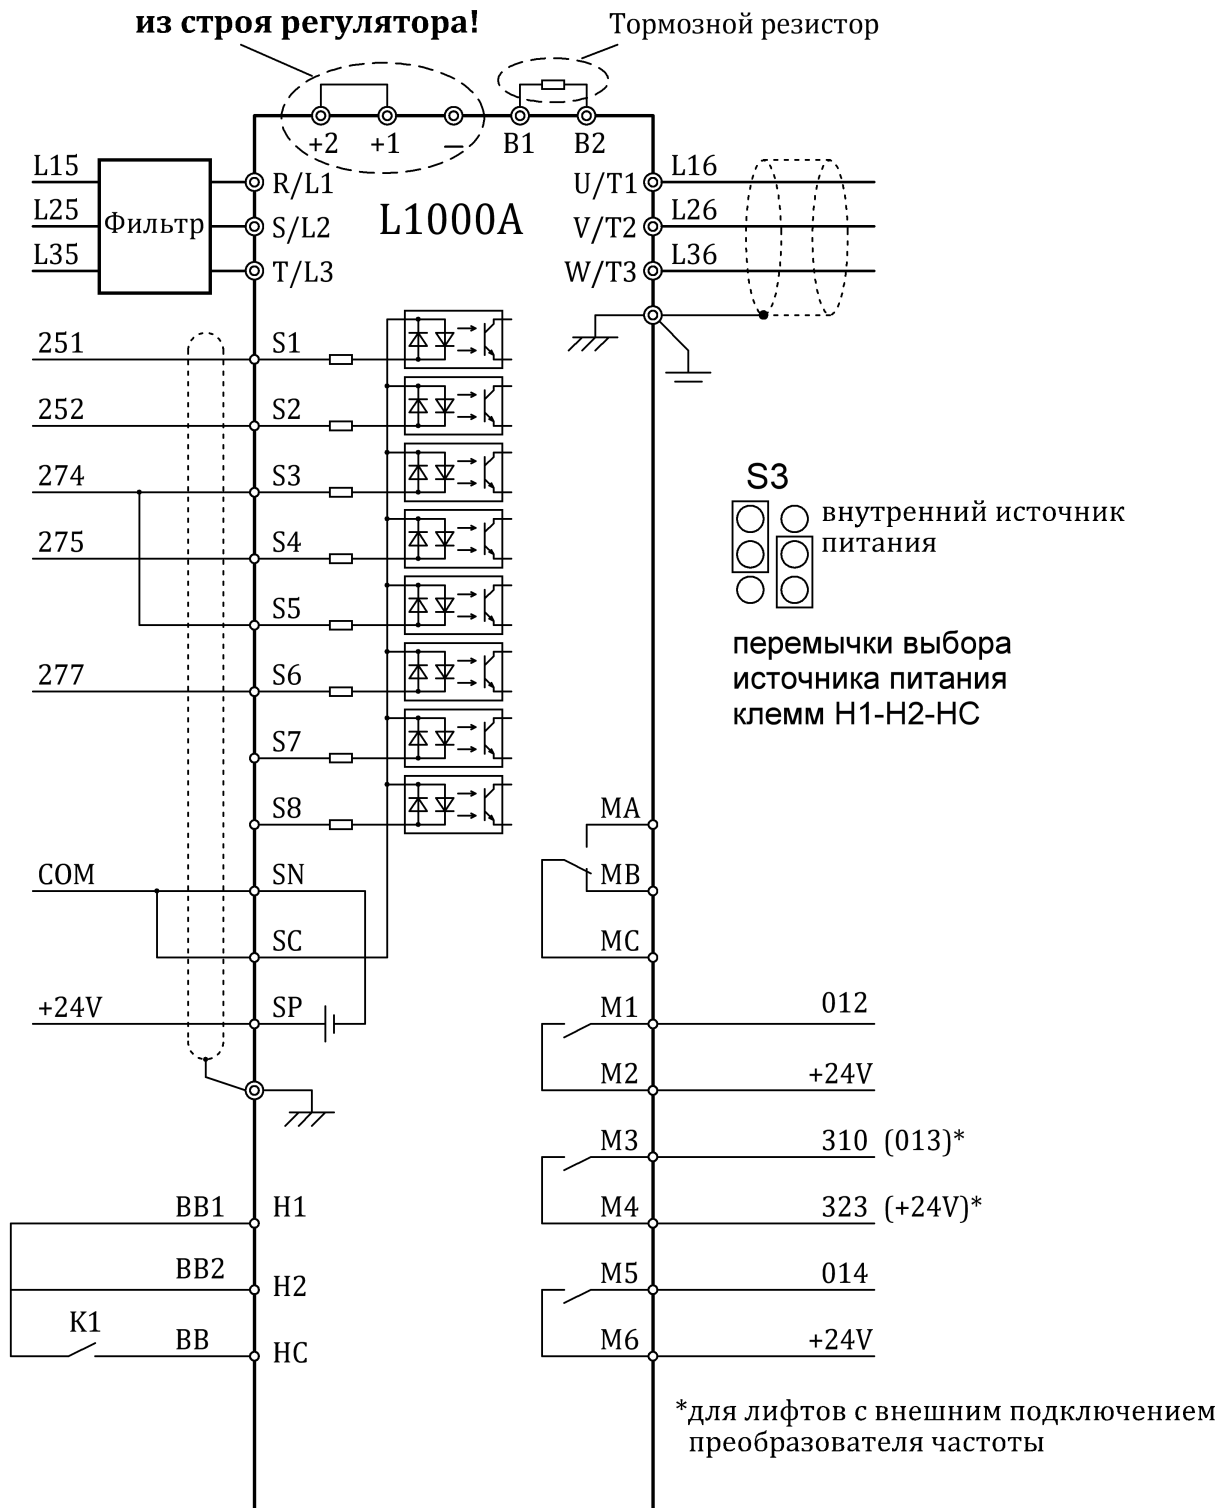 из строя регулятора!
Тормозной резистор
+2
+1
–
B1
B2
L15
L25
L35
Фильтр
R/L1
S/L2
T/L3
L1000A
U/T1
V/T2
W/T3
L16
L26
L36
251
S1
252
S2
274
S3
275
S4
S5
277
S6
S7
S8
COM
SN
SC
+24V
SP
S3
внутренний источник
питания
перемычки выбора
источника питания
клемм H1-H2-HC
MA
MB
MC
M1
012
M2
+24V
M3
310 (013)*
M4
323 (+24V)*
M5
014
M6
+24V
BB1
H1
BB2
H2
K1
BB
HC
*для лифтов с внешним подключением
преобразователя частоты